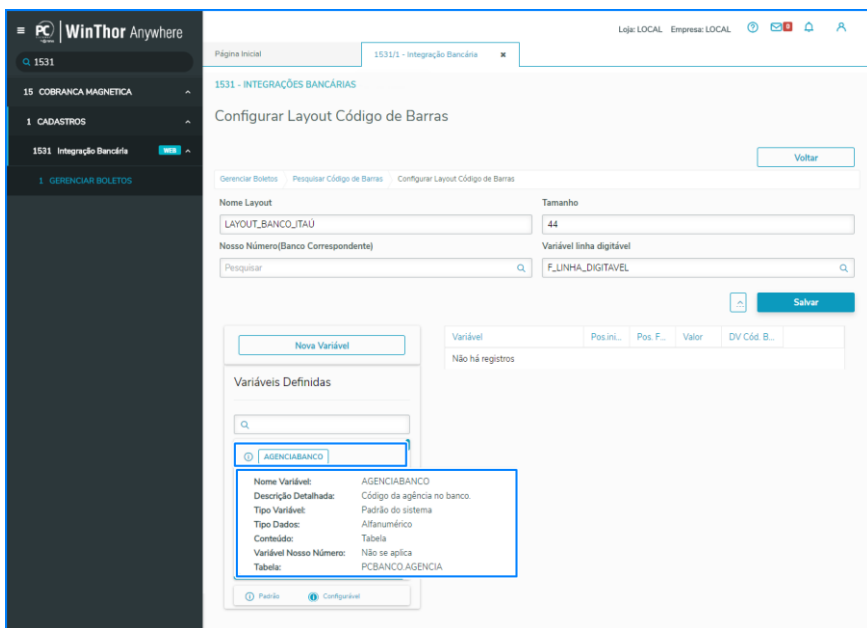 WinThor Anywhere
Loja: LOCAL Empresa: LOCAL
1531
Página Inicial
1531/1 - Integração Bancária
15 COBRANCA MAGNETICA
1 CADASTROS
1531 Integração Bancária WEB
1 GERENCIAR BOLETOS
1531 - INTEGRAÇÕES BANCÁRIAS
Configurar Layout Código de Barras
Voltar
Gerenciar Boletos Pesquisar Código de Barras Configurar Layout Código de Barras
Nome Layout
Tamanho
LAYOUT_BANCO_ITAÚ
44
Nosso Número(Banco Correspondente)
Variável linha digitável
Pesquisar
F_LINHA_DIGITAVEL
Salvar
Nova Variável
Variáveis Definidas
Variável Pos.ini... Pos. F... Valor DV Cód. B...
Não há registros
AGENCIABANCO
Nome Variável: AGENCIABANCO
Descrição Detalhada: Código da agência no banco.
Tipo Variável: Padrão do sistema
Tipo Dados: Alfanumérico
Conteúdo: Tabela
Variável Nosso Número: Não se aplica
Tabela: PCBANCO.AGENCIA
Padrão Configurável